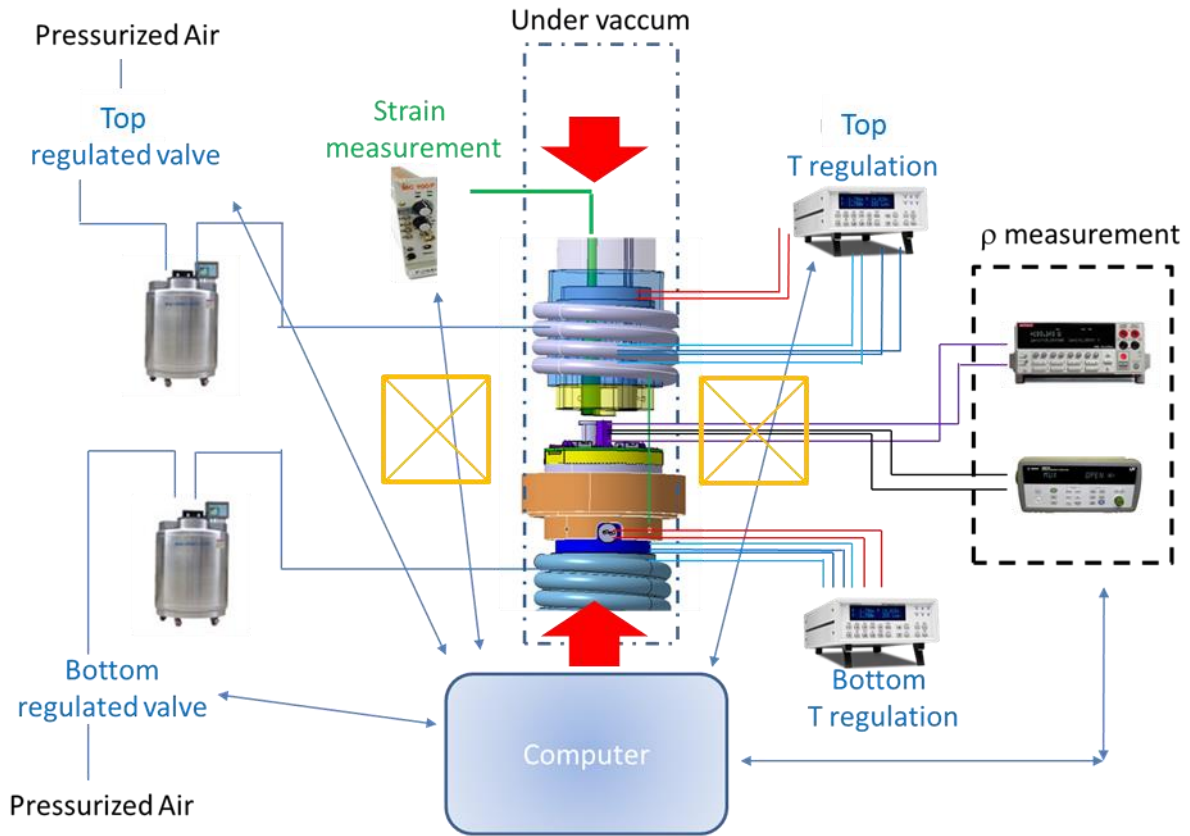 Under vaccum
Pressurized Air
Top
regulated valve
Strain
measurement
Top
T regulation
ρ measurement
Bottom
regulated valve
Bottom
T regulation
Computer
Pressurized Air